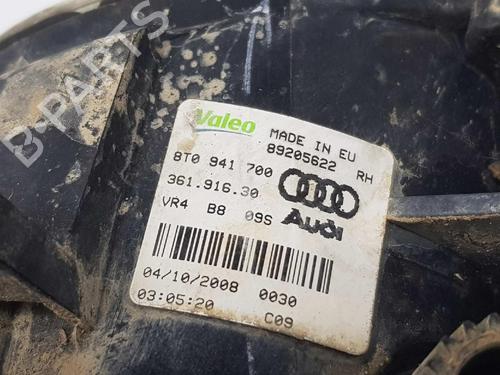 B-PARTS
Valeo
MADE IN EU
89205622 RH
8T0 941 700
361.916.30
VR4 B8 09S
Audi
04/10/2008 0030
03:05:20 C09